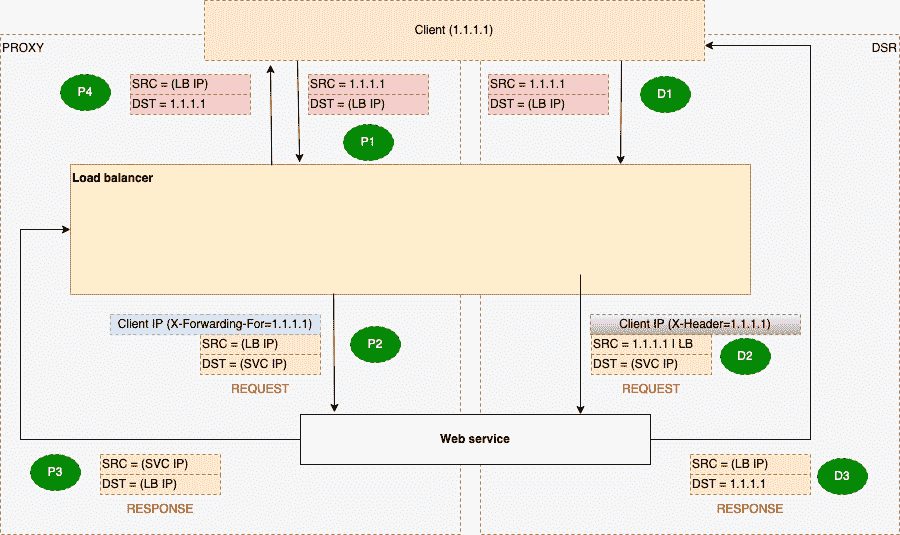 Client (1.1.1.1)
PROXY
DSR
P4
SRC = (LB IP)
DST = 1.1.1.1
SRC = 1.1.1.1
DST = (LB IP)
P1
SRC = 1.1.1.1
DST = (LB IP)
D1
Load balancer
Client IP (X-Forwarding-For=1.1.1.1)
SRC = (LB IP)
DST = (SVC IP)
P2
REQUEST
Client IP (X-Header=1.1.1.1)
SRC = 1.1.1.1 | LB
DST = (SVC IP)
D2
REQUEST
Web service
P3
SRC = (SVC IP)
DST = (LB IP)
RESPONSE
SRC = (LB IP)
DST = 1.1.1.1
D3
RESPONSE